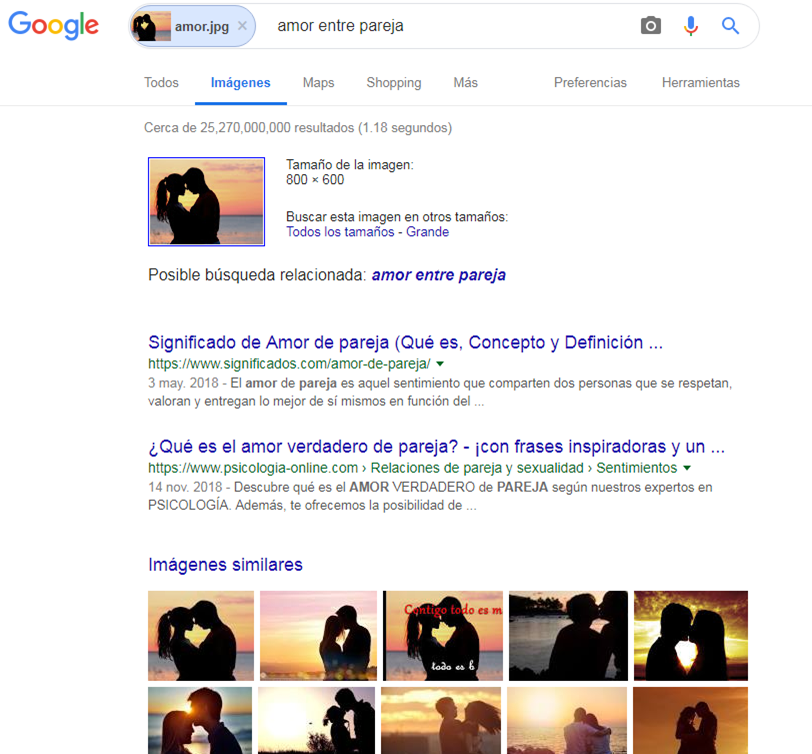 Google
amor.jpg × amor entre pareja
Todos Imágenes Maps Shopping Más Preferencias Herramientas
Cerca de 25,270,000,000 resultados (1.18 segundos)
Tamaño de la imagen:
800 × 600
Buscar esta imagen en otros tamaños:
Todos los tamaños - Grande
Posible búsqueda relacionada: amor entre pareja
Significado de Amor de pareja (Qué es, Concepto y Definición ...
https://www.significados.com/amor-de-pareja/
3 may. 2018 - El amor de pareja es aquel sentimiento que comparten dos personas que se respetan,
valoran y entregan lo mejor de sí mismos en función del ...
¿Qué es el amor verdadero de pareja? - ¡con frases inspiradoras y un ...
https://www.psicologia-online.com › Relaciones de pareja y sexualidad › Sentimientos
14 nov. 2018 - Descubre qué es el AMOR VERDADERO de PAREJA según nuestros expertos en
PSICOLOGÍA. Además, te ofrecemos la posibilidad de ...
Imágenes similares
Contigo todo es m
todo es b